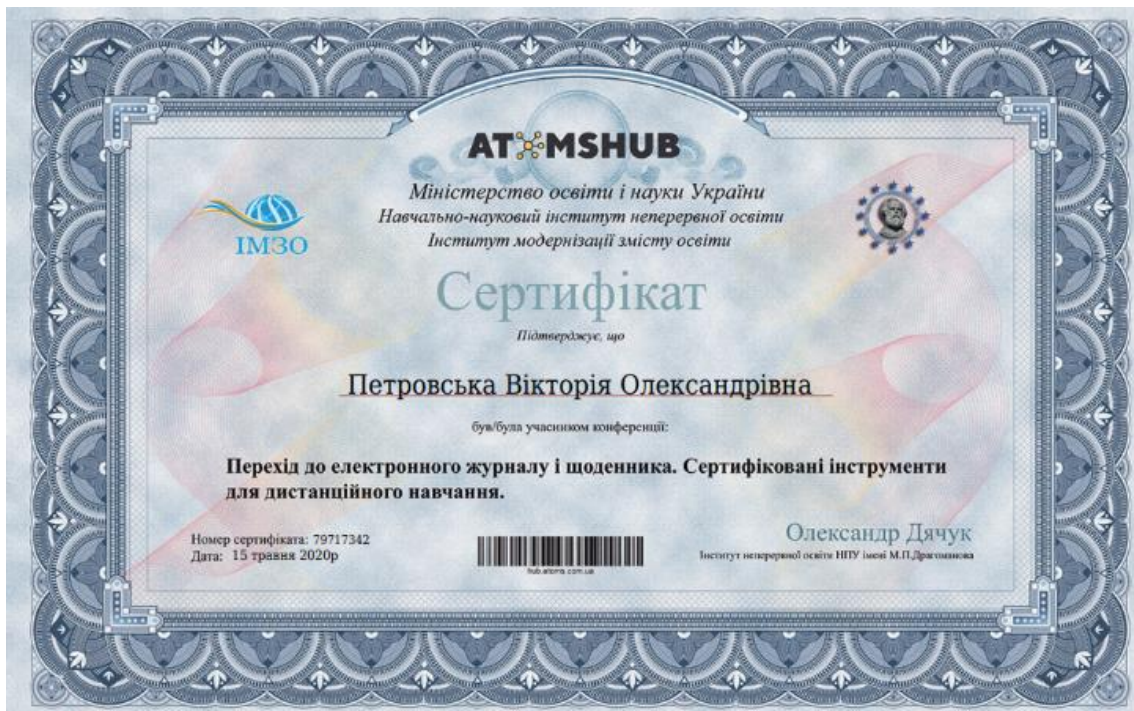 ATOMSHUB
Міністерство освіти і науки України
Навчально-науковий інститут неперервної освіти
Інститут модернізації змісту освіти
ІМЗО
Сертифікат
Підтверджує, що
Петровська Вікторія Олександрівна
був/була учасником конференції:
Перехід до електронного журналу і щоденника. Сертифіковані інструменти
для дистанційного навчання.
Номер сертифіката: 79717342
Дата: 15 травня 2020р
hub.atoms.com.ua
Олександр Дячук
Інститут неперервної освіти НПУ імені М.П.Драгоманова